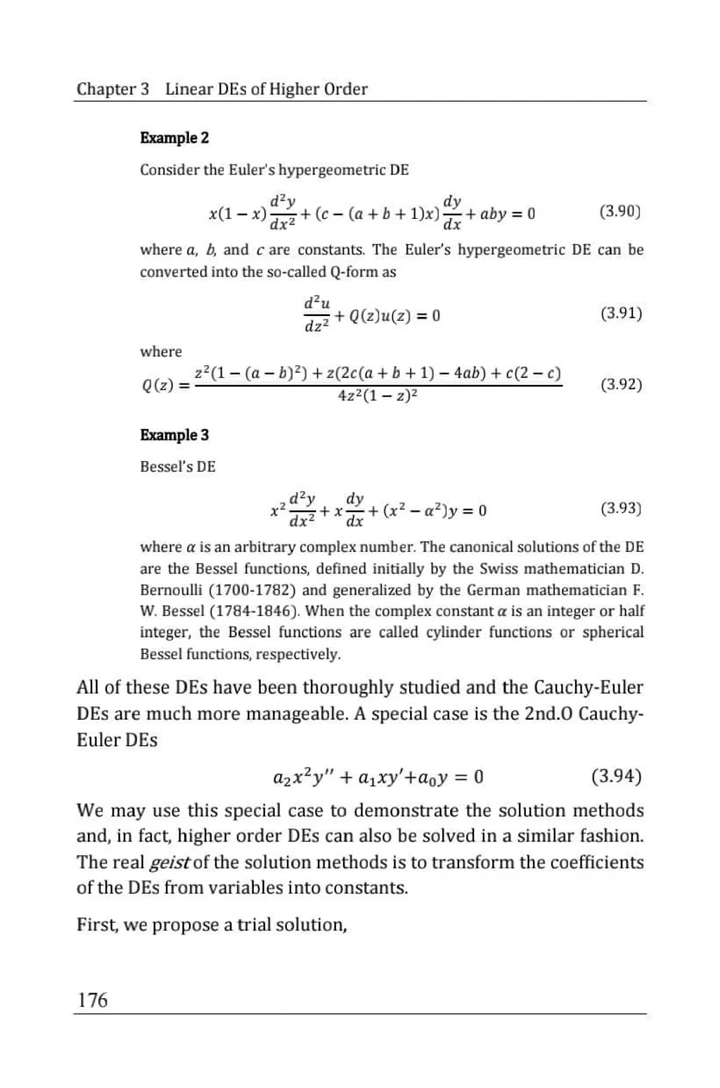 Chapter 3 Linear DEs of Higher Order
Example 2
Consider the Euler's hypergeometric DE
x(1 − x) d²y/dx² + (c − (a + b + 1)x) dy/dx + aby = 0 (3.90)
where a, b, and c are constants. The Euler's hypergeometric DE can be
converted into the so-called Q-form as
d²u/dz² + Q(z)u(z) = 0 (3.91)
where
Q(z) = z²(1 − (a − b)²) + z(2c(a + b + 1) − 4ab) + c(2 − c) / 4z²(1 − z)² (3.92)
Example 3
Bessel's DE
x² d²y/dx² + x dy/dx + (x² − α²)y = 0 (3.93)
where α is an arbitrary complex number. The canonical solutions of the DE
are the Bessel functions, defined initially by the Swiss mathematician D.
Bernoulli (1700-1782) and generalized by the German mathematician F.
W. Bessel (1784-1846). When the complex constant α is an integer or half
integer, the Bessel functions are called cylinder functions or spherical
Bessel functions, respectively.
All of these DEs have been thoroughly studied and the Cauchy-Euler
DEs are much more manageable. A special case is the 2nd.O Cauchy-
Euler DEs
a₂x²y″ + a₁xy′+a₀y = 0 (3.94)
We may use this special case to demonstrate the solution methods
and, in fact, higher order DEs can also be solved in a similar fashion.
The real geist of the solution methods is to transform the coefficients
of the DEs from variables into constants.
First, we propose a trial solution,
176